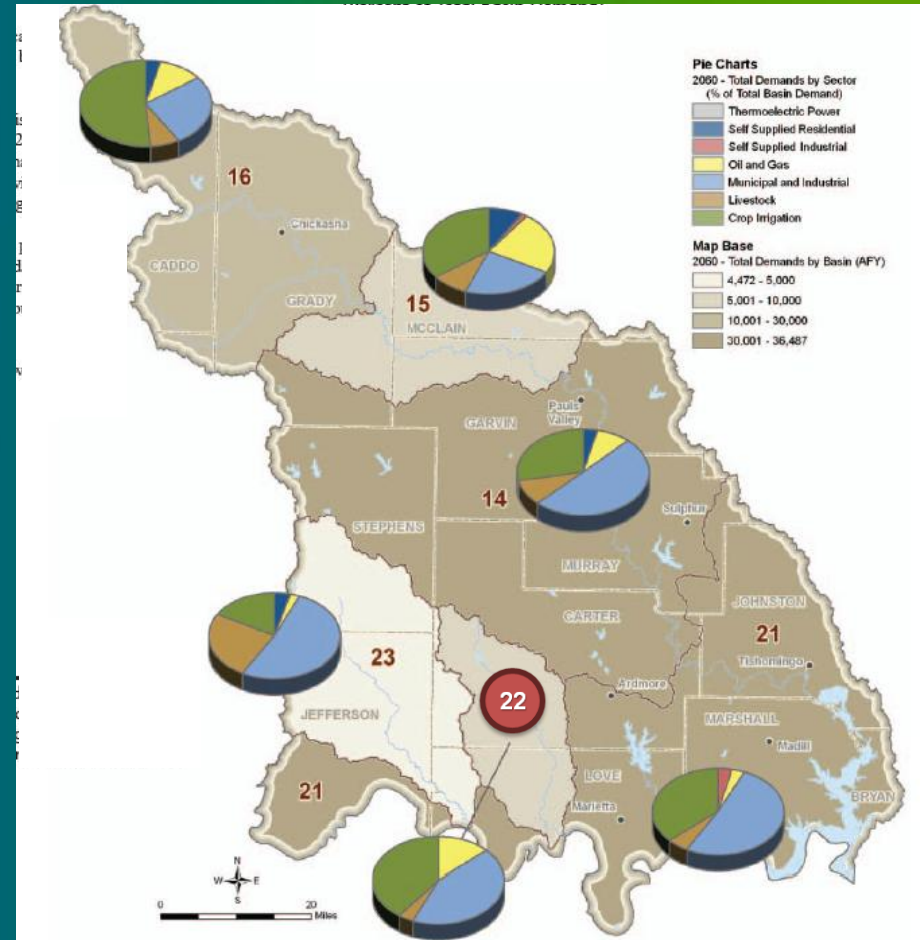 Pie Charts
2060 - Total Demands by Sector
(% of Total Basin Demand)
Thermoelectric Power
Self Supplied Residential
Self Supplied Industrial
Oil and Gas
Municipal and Industrial
Livestock
Crop Irrigation
Map Base
2060 - Total Demands by Basin (AFY)
4,472 - 5,000
5,001 - 10,000
10,001 - 30,000
30,001 - 36,487
16
Chickasha
CADDO
GRADY
15
MCCLAIN
Pauls
Valley
GARVIN
14
Sulphur
STEPHENS
MURRAY
JOHNSTON
CARTER
21
23
Tishomingo
22
Ardmore
JEFFERSON
MARSHALL
Madill
21
LOVE
BRYAN
Marietta
N
W
E
S
0
20
Miles